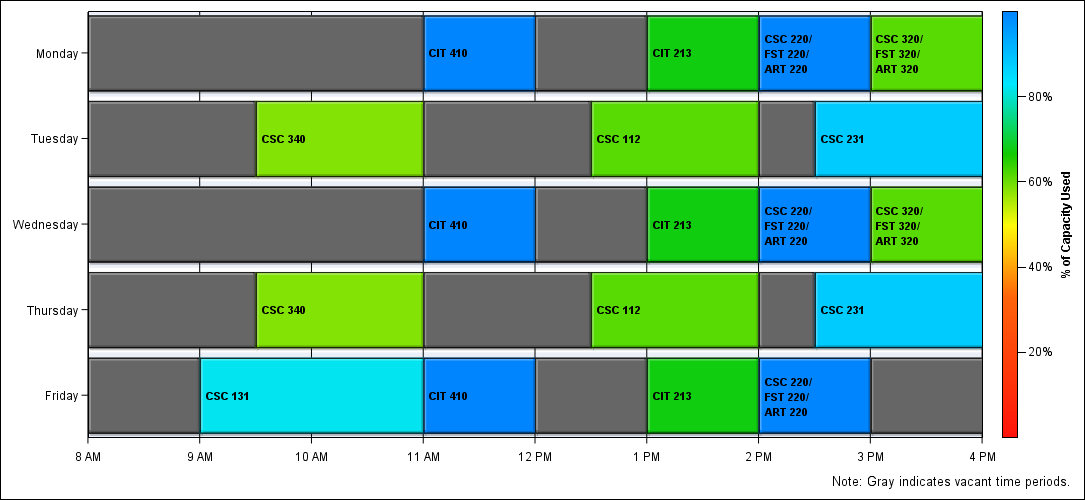 Monday
CIT 410
CIT 213
CSC 220/
FST 220/
ART 220
CSC 320/
FST 320/
ART 320
Tuesday
CSC 340
CSC 112
CSC 231
Wednesday
CIT 410
CIT 213
CSC 220/
FST 220/
ART 220
CSC 320/
FST 320/
ART 320
Thursday
CSC 340
CSC 112
CSC 231
Friday
CSC 131
CIT 410
CIT 213
CSC 220/
FST 220/
ART 220
8 AM
9 AM
10 AM
11 AM
12 PM
1 PM
2 PM
3 PM
4 PM
80%
60%
40%
20%
% of Capacity Used
Note: Gray indicates vacant time periods.